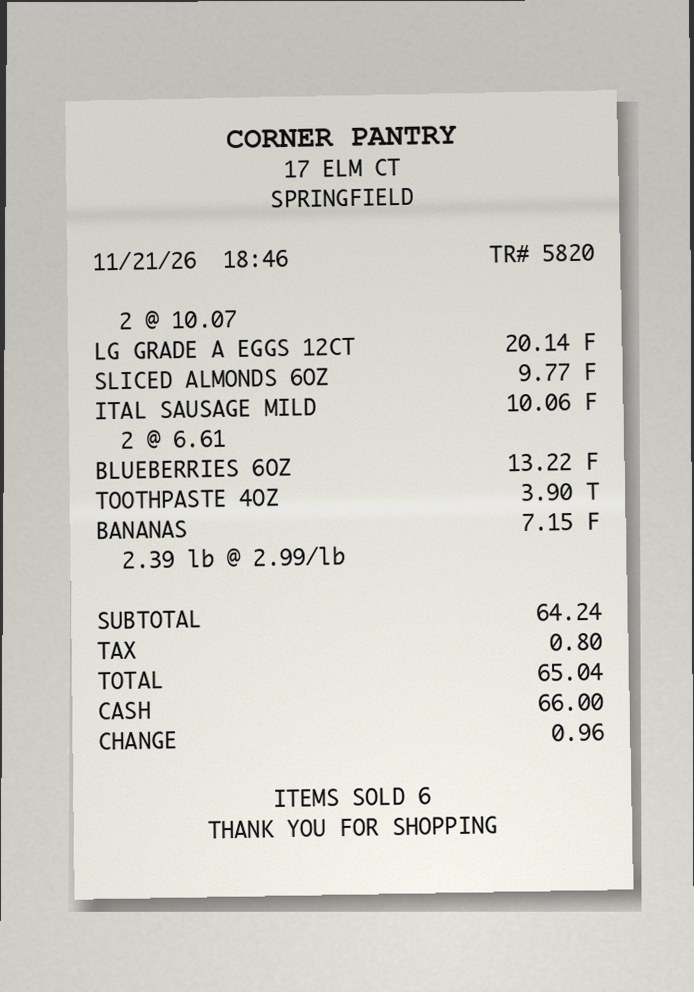 CORNER PANTRY
17 ELM CT
SPRINGFIELD
11/21/26 18:46 TR# 5820
2 @ 10.07
LG GRADE A EGGS 12CT 20.14 F
SLICED ALMONDS 6OZ 9.77 F
ITAL SAUSAGE MILD 10.06 F
2 @ 6.61
BLUEBERRIES 6OZ 13.22 F
TOOTHPASTE 4OZ 3.90 T
BANANAS 7.15 F
2.39 lb @ 2.99/lb
SUBTOTAL 64.24
TAX 0.80
TOTAL 65.04
CASH 66.00
CHANGE 0.96
ITEMS SOLD 6
THANK YOU FOR SHOPPING